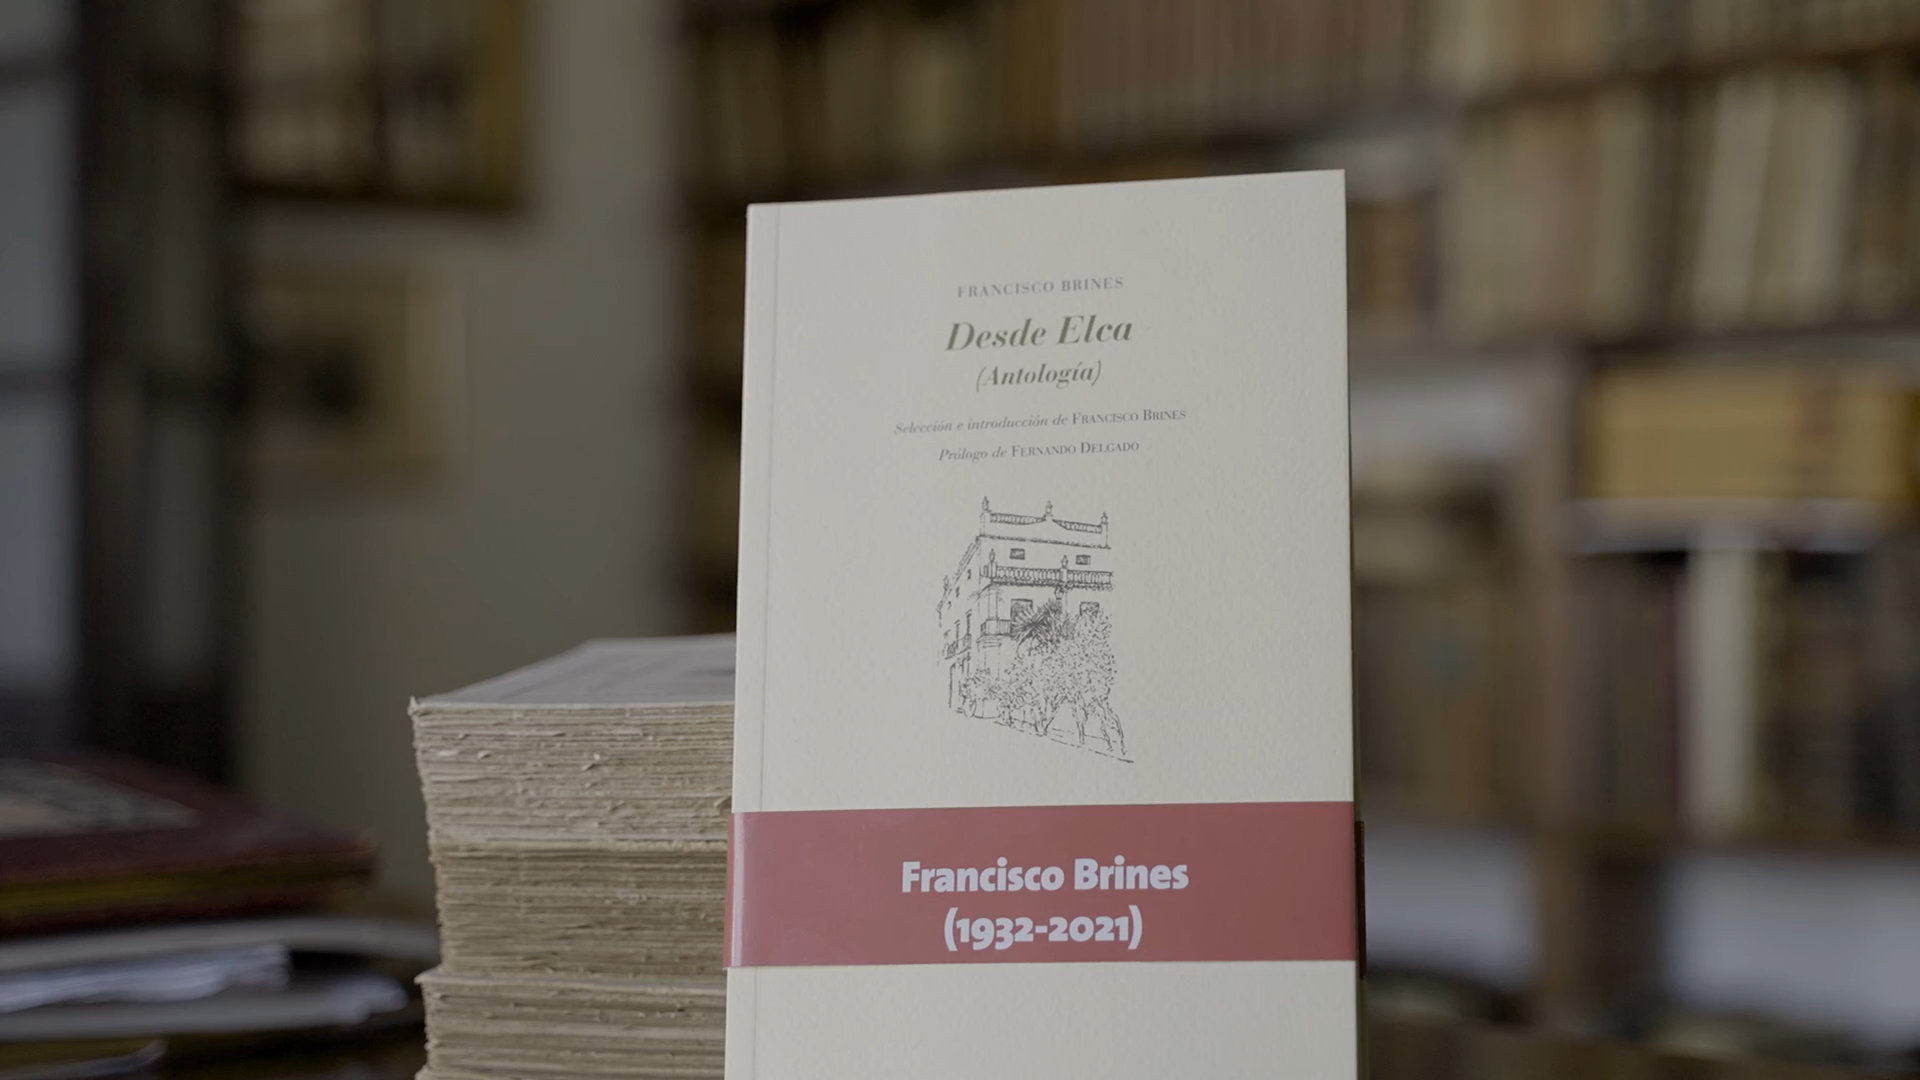 FRANCISCO BRINES
Desde Elca
(Antología)
Selección e introducción de FRANCISCO BRINES
Prólogo de FERNANDO DELGADO
Francisco Brines
(1932-2021)